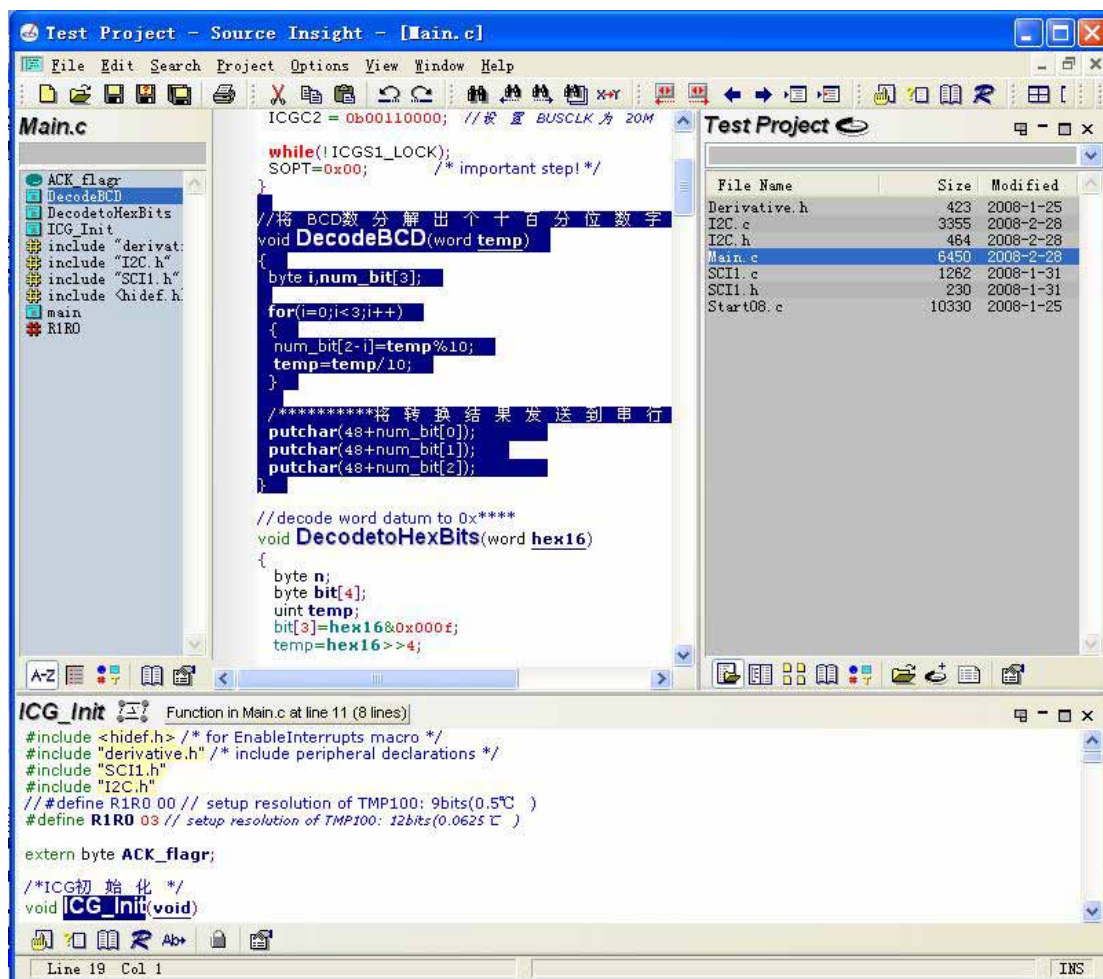 Test Project - Source Insight - [Main.c]
File Edit Search Project Options View Window Help
Main.c
ACK_flagr
DecodeBCD
DecodetoHexBits
ICG_Init
include "derivat:
include "I2C.h"
include "SCI1.h"
include <hidef.h
main
R1R0
A-Z
ICGC2 = 0b00110000; //设 置 BUSCLK 为 20M
while(!ICGS1_LOCK);
SOPT=0x00; /* important step! */
}
//将 BCD数 分 解 出 个 十 百 分 位 数 字
void DecodeBCD(word temp)
{
byte i,num_bit[3];
for(i=0;i<3;i++)
{
num_bit[2-i]=temp%10;
temp=temp/10;
}
/**********将 转 换 结 果 发 送 到 串 行
putchar(48+num_bit[0]);
putchar(48+num_bit[1]);
putchar(48+num_bit[2]);
}
//decode word datum to 0x****
void DecodetoHexBits(word hex16)
{
byte n;
byte bit[4];
uint temp;
bit[3]=hex16&0x000f;
temp=hex16>>4;
Test Project
File Name Size Modified
Derivative.h 423 2008-1-25
I2C.c 3355 2008-2-28
I2C.h 464 2008-2-28
Main.c 6450 2008-2-28
SCI1.c 1262 2008-1-31
SCI1.h 230 2008-1-31
Start08.c 10330 2008-1-25
ICG_Init Function in Main.c at line 11 (8 lines)
#include <hidef.h> /* for EnableInterrupts macro */
#include "derivative.h" /* include peripheral declarations */
#include "SCI1.h"
#include "I2C.h"
//#define R1R0 00 // setup resolution of TMP100: 9bits(0.5℃ )
#define R1R0 03 // setup resolution of TMP100: 12bits(0.0625℃ )
extern byte ACK_flagr;
/*ICG初 始 化 */
void ICG_Init(void)
Line 19 Col 1 INS